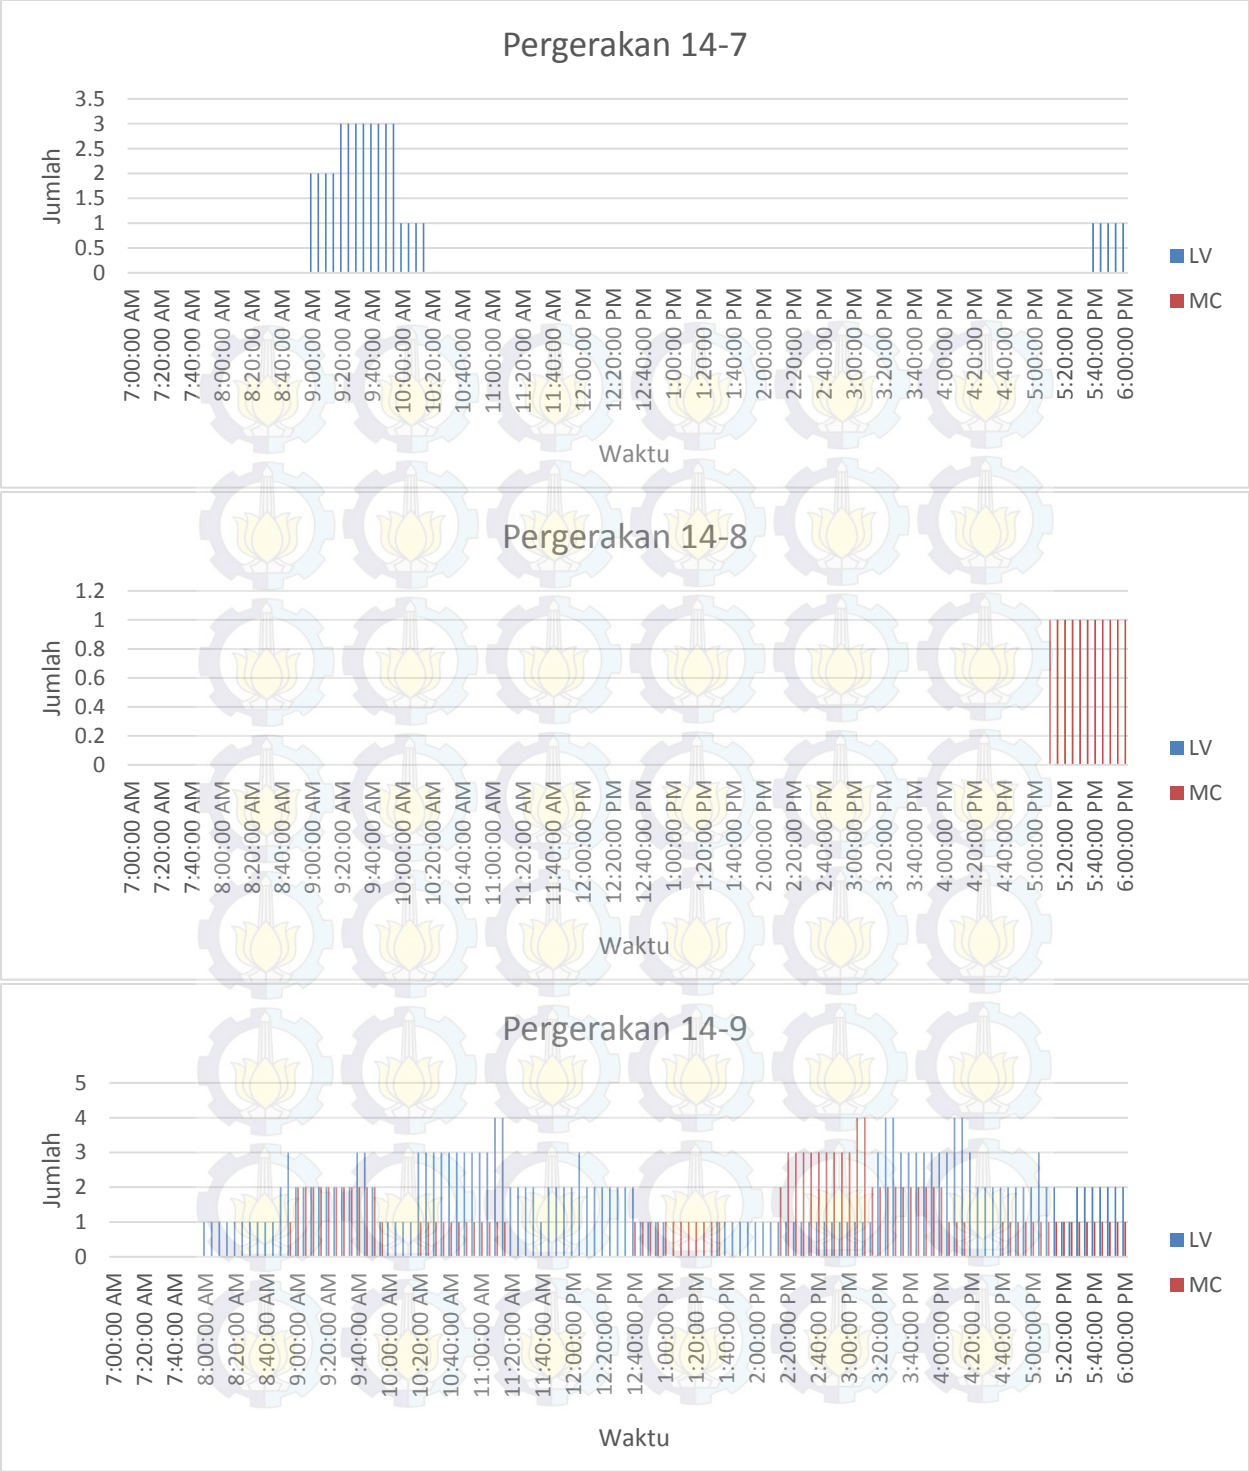 Pergerakan 14-7
3.5
3
2.5
2
1.5
1
0.5
0
Jumlah
LV
MC
7:00:00 AM
7:20:00 AM
7:40:00 AM
8:00:00 AM
8:20:00 AM
8:40:00 AM
9:00:00 AM
9:20:00 AM
9:40:00 AM
10:00:00 AM
10:20:00 AM
10:40:00 AM
11:00:00 AM
11:20:00 AM
11:40:00 AM
12:00:00 PM
12:20:00 PM
12:40:00 PM
1:00:00 PM
1:20:00 PM
1:40:00 PM
2:00:00 PM
2:20:00 PM
2:40:00 PM
3:00:00 PM
3:20:00 PM
3:40:00 PM
4:00:00 PM
4:20:00 PM
4:40:00 PM
5:00:00 PM
5:20:00 PM
5:40:00 PM
6:00:00 PM
Waktu
Pergerakan 14-8
1.2
1
0.8
0.6
0.4
0.2
0
Jumlah
LV
MC
7:00:00 AM
7:20:00 AM
7:40:00 AM
8:00:00 AM
8:20:00 AM
8:40:00 AM
9:00:00 AM
9:20:00 AM
9:40:00 AM
10:00:00 AM
10:20:00 AM
10:40:00 AM
11:00:00 AM
11:20:00 AM
11:40:00 AM
12:00:00 PM
12:20:00 PM
12:40:00 PM
1:00:00 PM
1:20:00 PM
1:40:00 PM
2:00:00 PM
2:20:00 PM
2:40:00 PM
3:00:00 PM
3:20:00 PM
3:40:00 PM
4:00:00 PM
4:20:00 PM
4:40:00 PM
5:00:00 PM
5:20:00 PM
5:40:00 PM
6:00:00 PM
Waktu
Pergerakan 14-9
5
4
3
2
1
0
Jumlah
LV
MC
7:00:00 AM
7:20:00 AM
7:40:00 AM
8:00:00 AM
8:20:00 AM
8:40:00 AM
9:00:00 AM
9:20:00 AM
9:40:00 AM
10:00:00 AM
10:20:00 AM
10:40:00 AM
11:00:00 AM
11:20:00 AM
11:40:00 AM
12:00:00 PM
12:20:00 PM
12:40:00 PM
1:00:00 PM
1:20:00 PM
1:40:00 PM
2:00:00 PM
2:20:00 PM
2:40:00 PM
3:00:00 PM
3:20:00 PM
3:40:00 PM
4:00:00 PM
4:20:00 PM
4:40:00 PM
5:00:00 PM
5:20:00 PM
5:40:00 PM
6:00:00 PM
Waktu